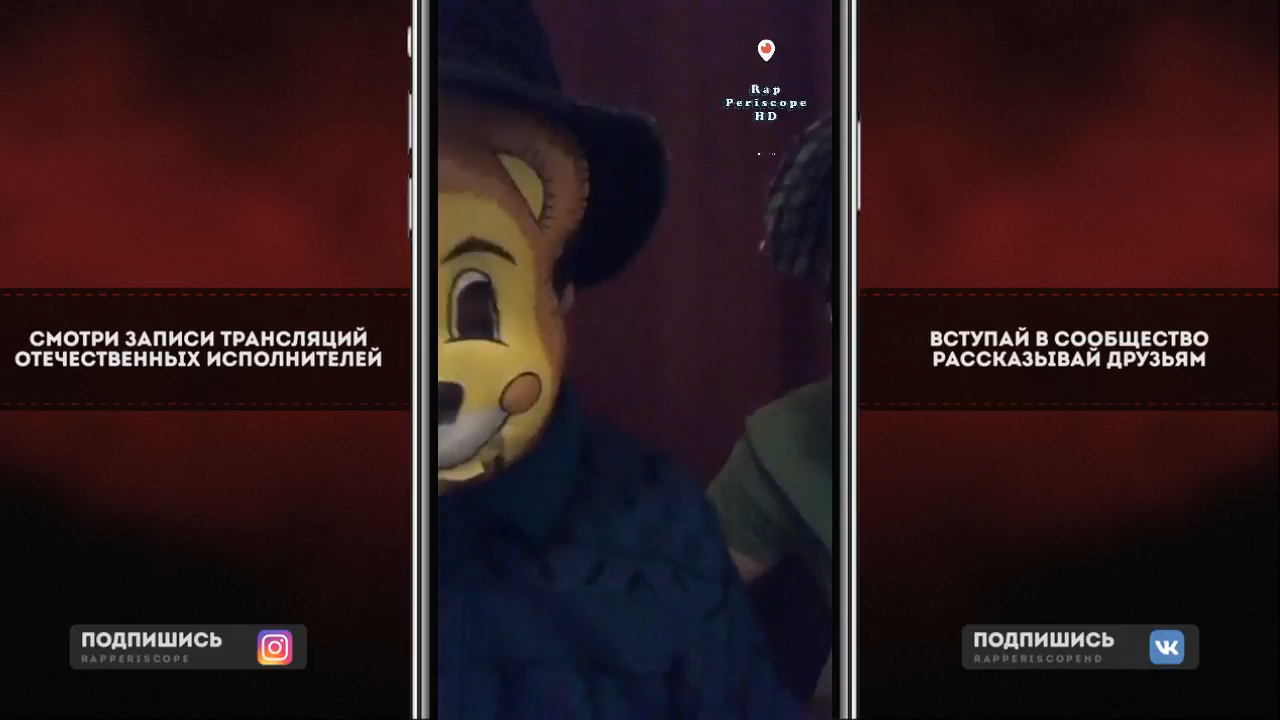 Rap
Periscope
HD
СМОТРИ ЗАПИСИ ТРАНСЛЯЦИЙ
ОТЕЧЕСТВЕННЫХ ИСПОЛНИТЕЛЕЙ
ВСТУПАЙ В СООБЩЕСТВО
РАССКАЗЫВАЙ ДРУЗЬЯМ
ПОДПИШИСЬ
RAPPERISCOPE
ПОДПИШИСЬ
RAPPERISCOPEHD